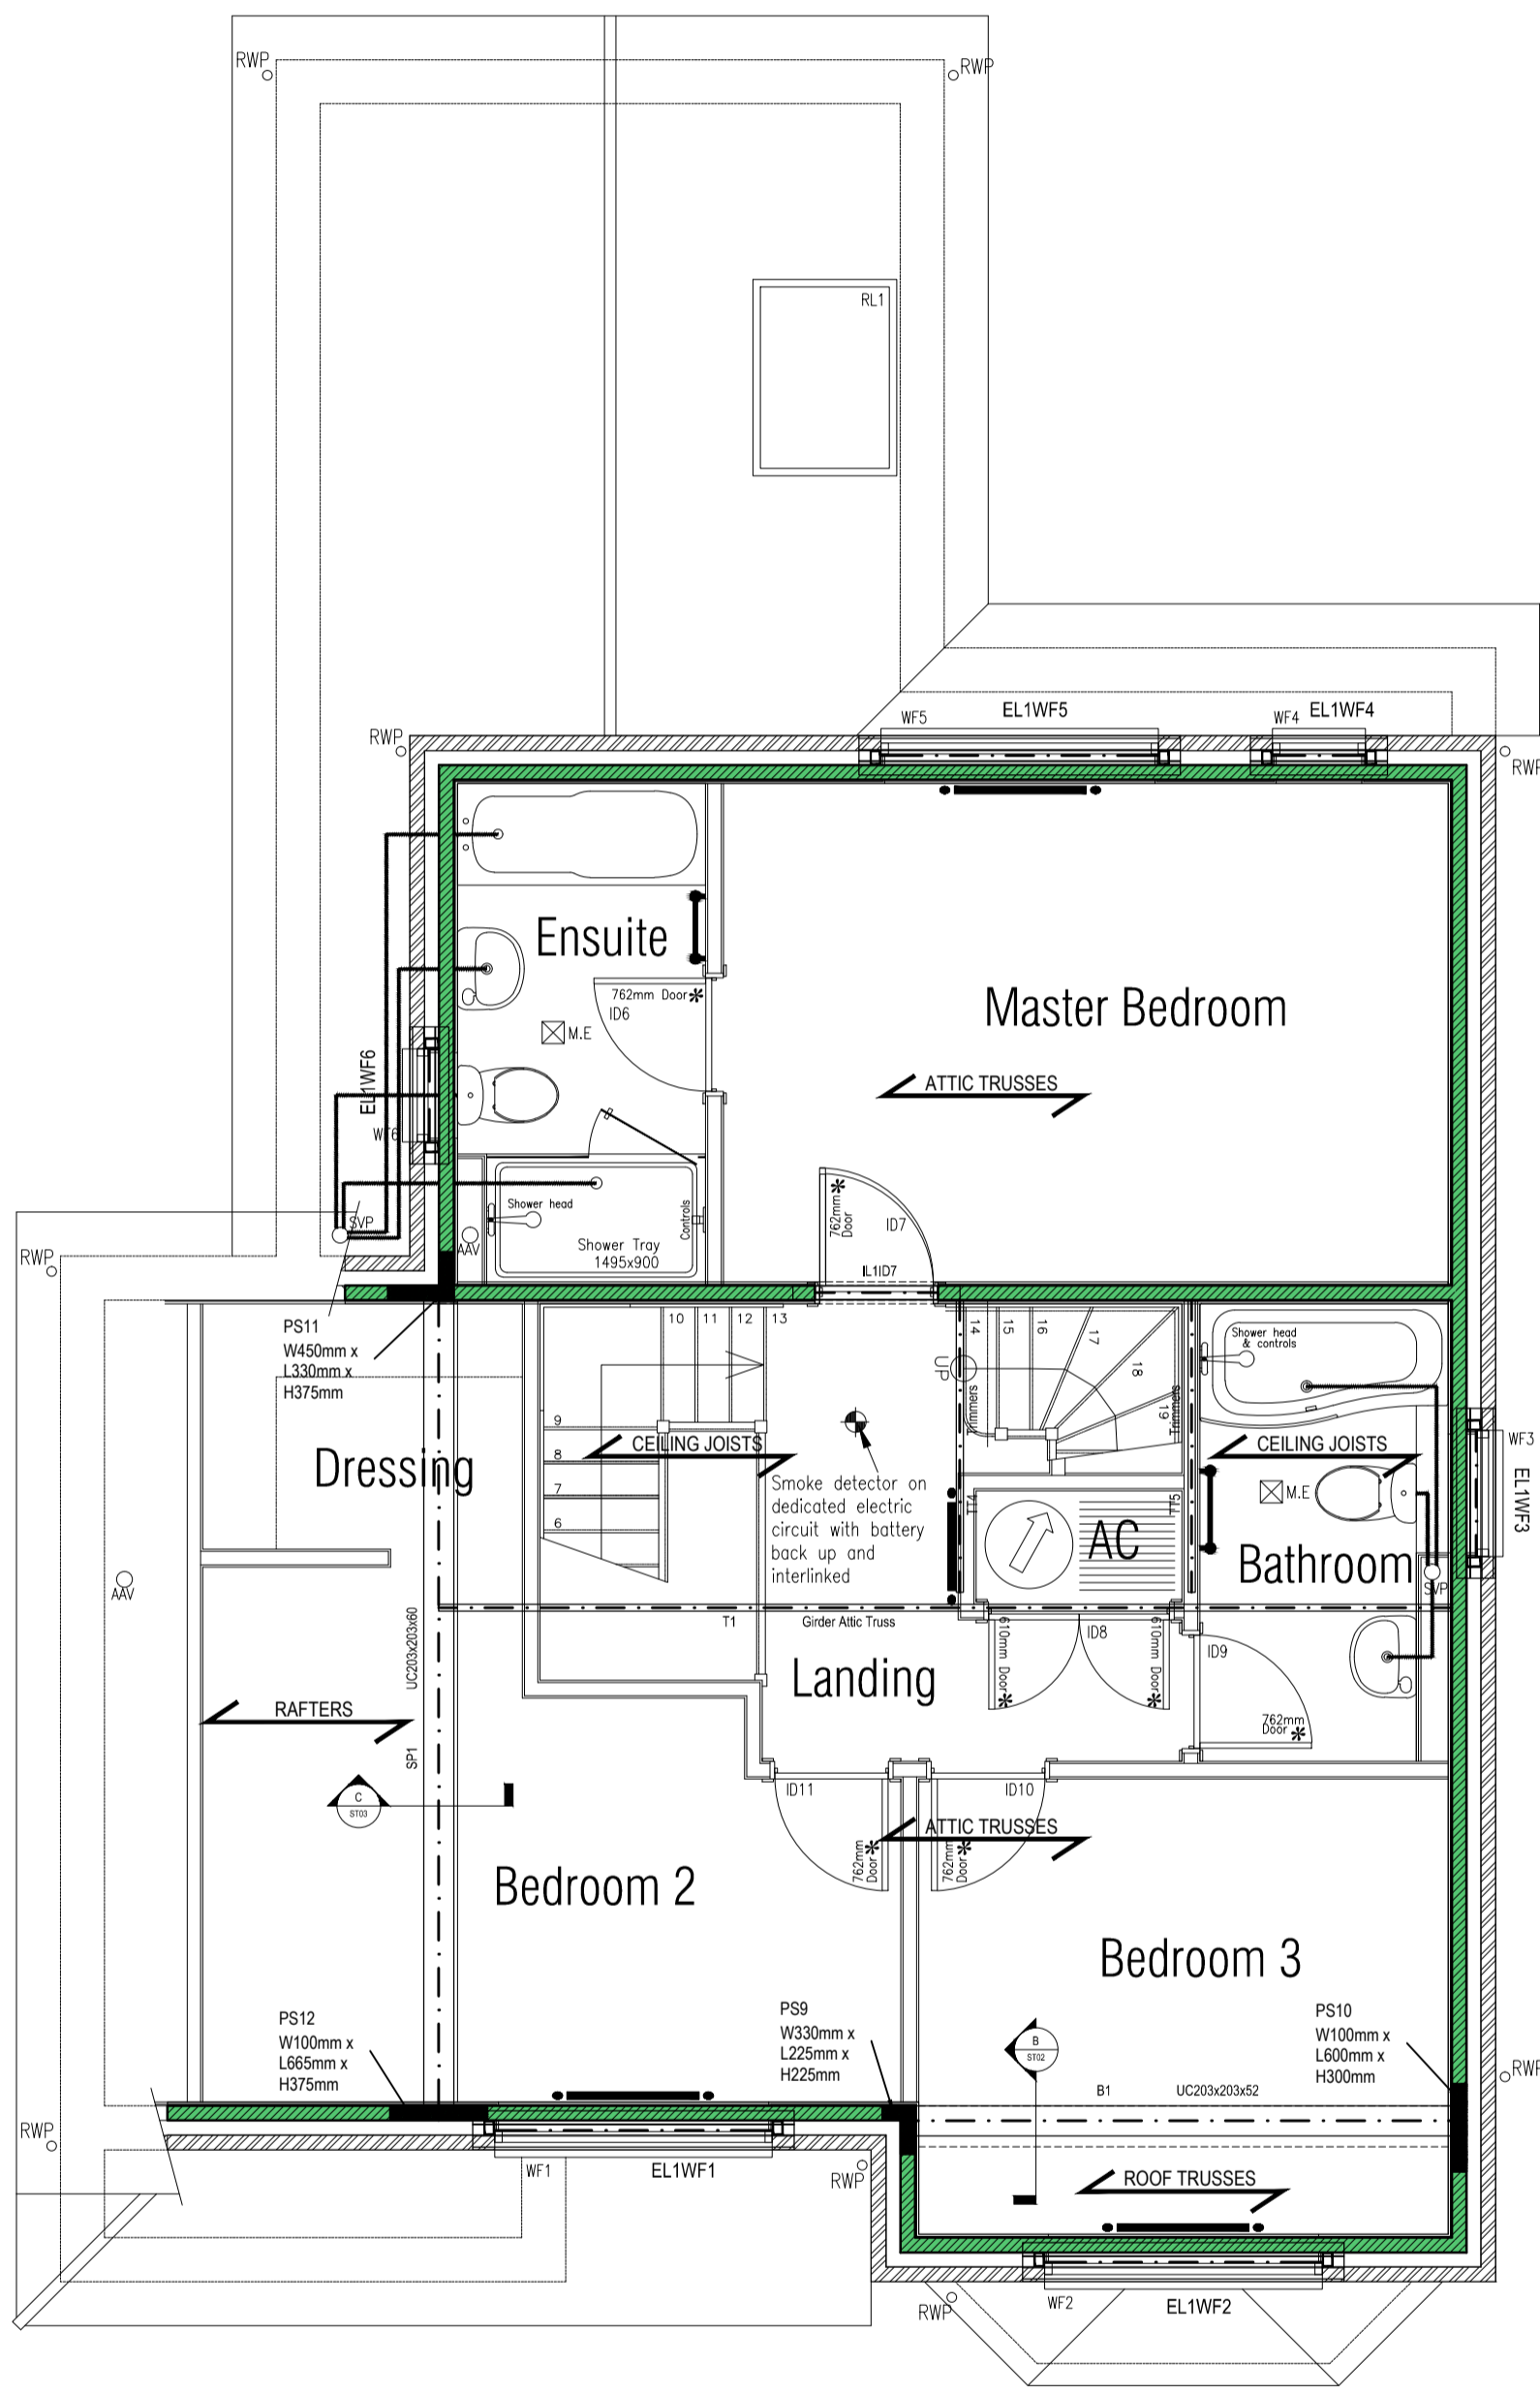 RWP
RWP
RL1
WF5
EL1WF5
WF4
EL1WF4
RWP
RWP
Ensuite
762mm Door
ID6
M.E
Master Bedroom
EL1WF6
WF6
ATTIC TRUSSES
SVP
AAV
Shower head
Controls
Shower Tray
1495x900
762mm
Door
ID7
IL1ID7
RWP
PS11
W450mm x
L330mm x
H375mm
10
11
12
13
14
15
16
17
18
19
UP
Trimmers
Trimmers
Shower head
& controls
9
8
7
6
Dressing
CEILING JOISTS
CEILING JOISTS
WF3
EL1WF3
Smoke detector on
dedicated electric
circuit with battery
back up and
interlinked
TT4
TT5
AC
M.E
Bathroom
SVP
AAV
UC203x203x60
SP1
T1
Girder Attic Truss
610mm Door
ID8
610mm Door
ID9
Landing
762mm
Door
RAFTERS
C
ST03
ID11
ID10
ATTIC TRUSSES
762mm
Door
762mm
Door
Bedroom 2
Bedroom 3
PS12
W100mm x
L665mm x
H375mm
PS9
W330mm x
L225mm x
H225mm
B
ST02
PS10
W100mm x
L600mm x
H300mm
RWP
B1
UC203x203x52
RWP
WF1
EL1WF1
RWP
ROOF TRUSSES
RWP
WF2
EL1WF2